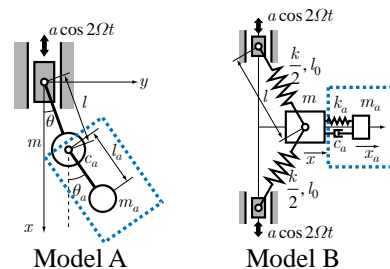 a cos 2Ωt
y
l
θ
m
c_a
l_a
θ_a
m_a
x
Model A
a cos 2Ωt
k/2, l_0
l
m
k_a
m_a
c_a
x
x_a
k/2, l_0
a cos 2Ωt
Model B